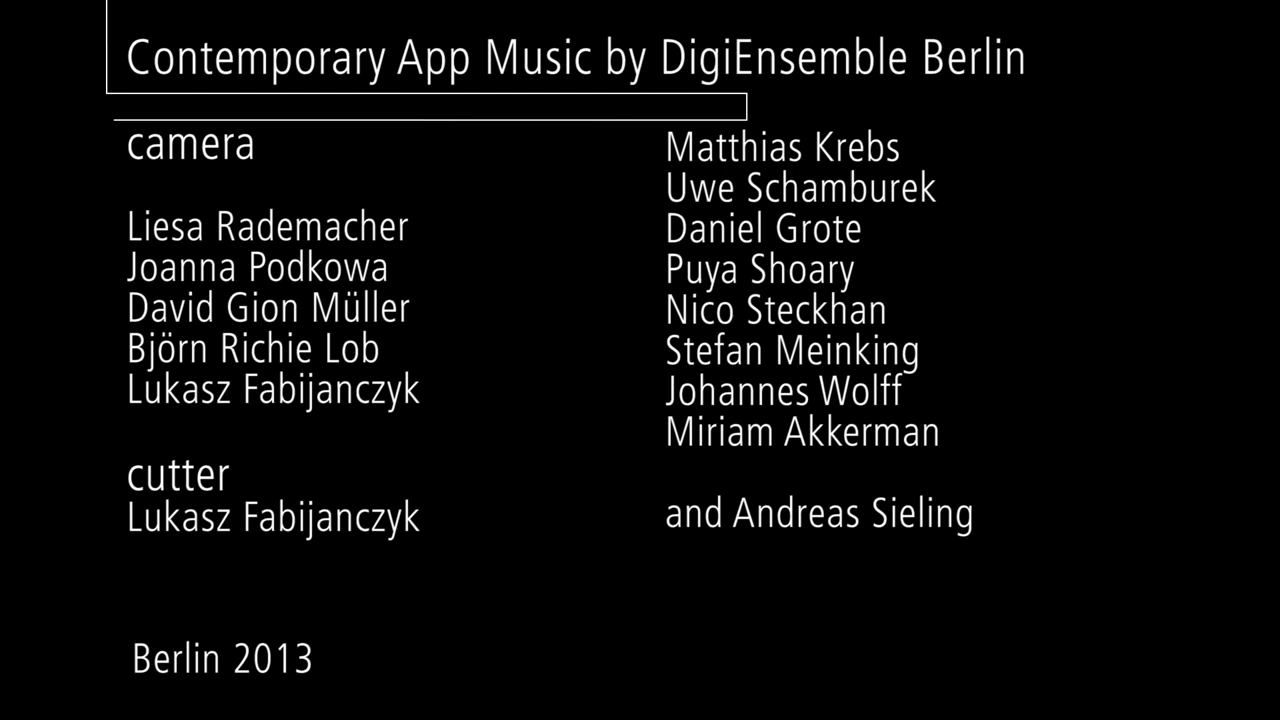 Contemporary App Music by DigiEnsemble Berlin
camera
Liesa Rademacher
Joanna Podkowa
David Gion Müller
Björn Richie Lob
Lukasz Fabijanczyk
cutter
Lukasz Fabijanczyk
Matthias Krebs
Uwe Schamburek
Daniel Grote
Puya Shoary
Nico Steckhan
Stefan Meinking
Johannes Wolff
Miriam Akkerman
and Andreas Sieling
Berlin 2013